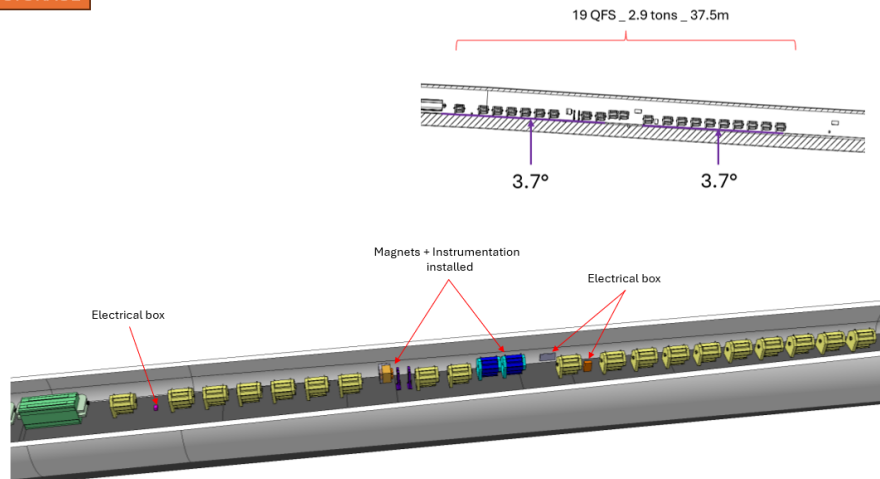 19 QFS _ 2.9 tons _ 37.5m
3.7°
3.7°
Magnets + Instrumentation
installed
Electrical box
Electrical box